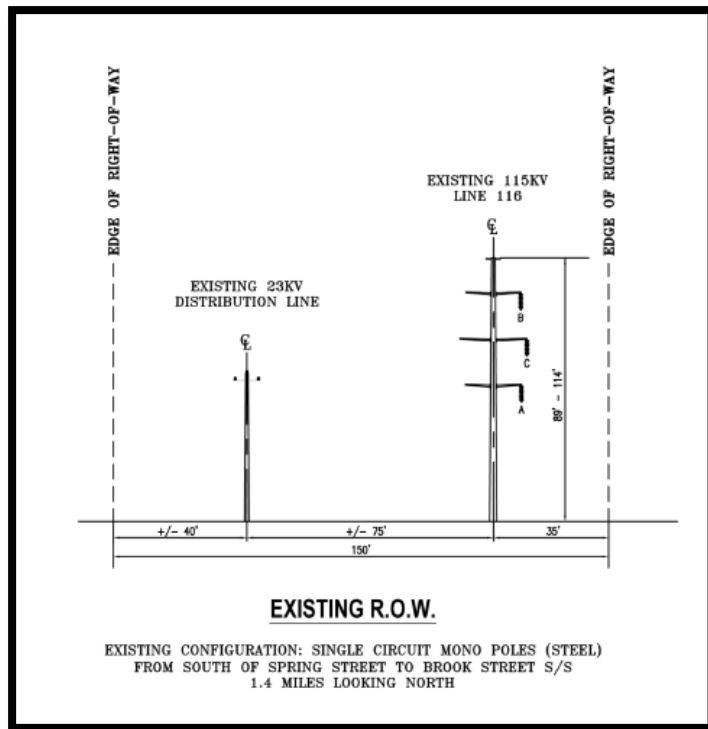 EDGE OF RIGHT-OF-WAY
EDGE OF RIGHT-OF-WAY
EXISTING 115KV
LINE 116
CL
EXISTING 23KV
DISTRIBUTION LINE
CL
B
C
A
89' - 114'
+/- 40'
+/- 75'
35'
150'
EXISTING R.O.W.
EXISTING CONFIGURATION: SINGLE CIRCUIT MONO POLES (STEEL)
FROM SOUTH OF SPRING STREET TO BROOK STREET S/S
1.4 MILES LOOKING NORTH